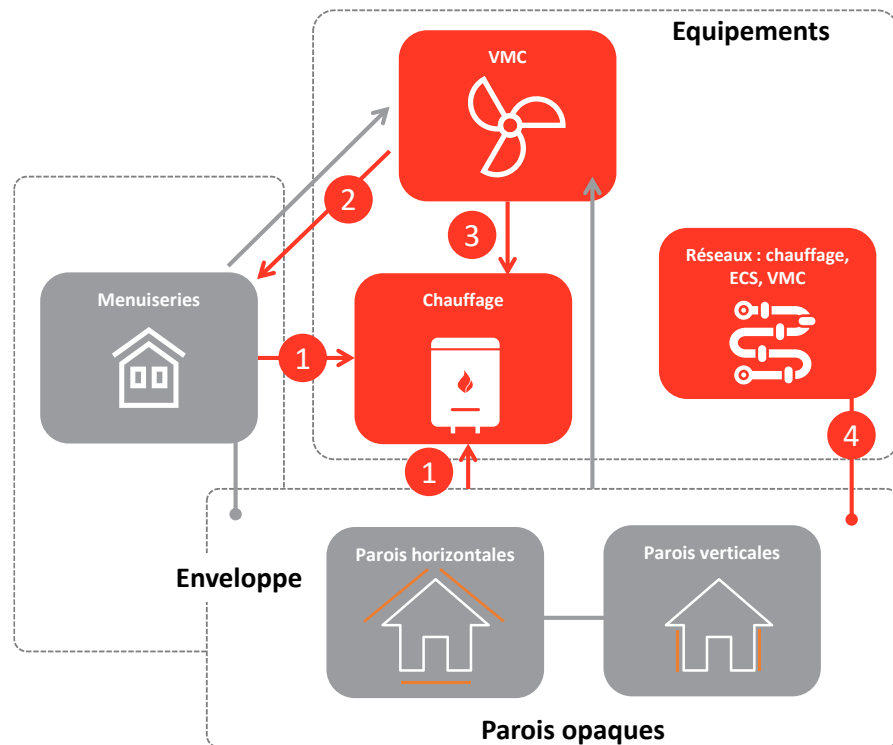 Equipements
VMC
2
3
Réseaux : chauffage,
ECS, VMC
Menuiseries
Chauffage
1
4
1
Parois horizontales
Parois verticales
Enveloppe
Parois opaques